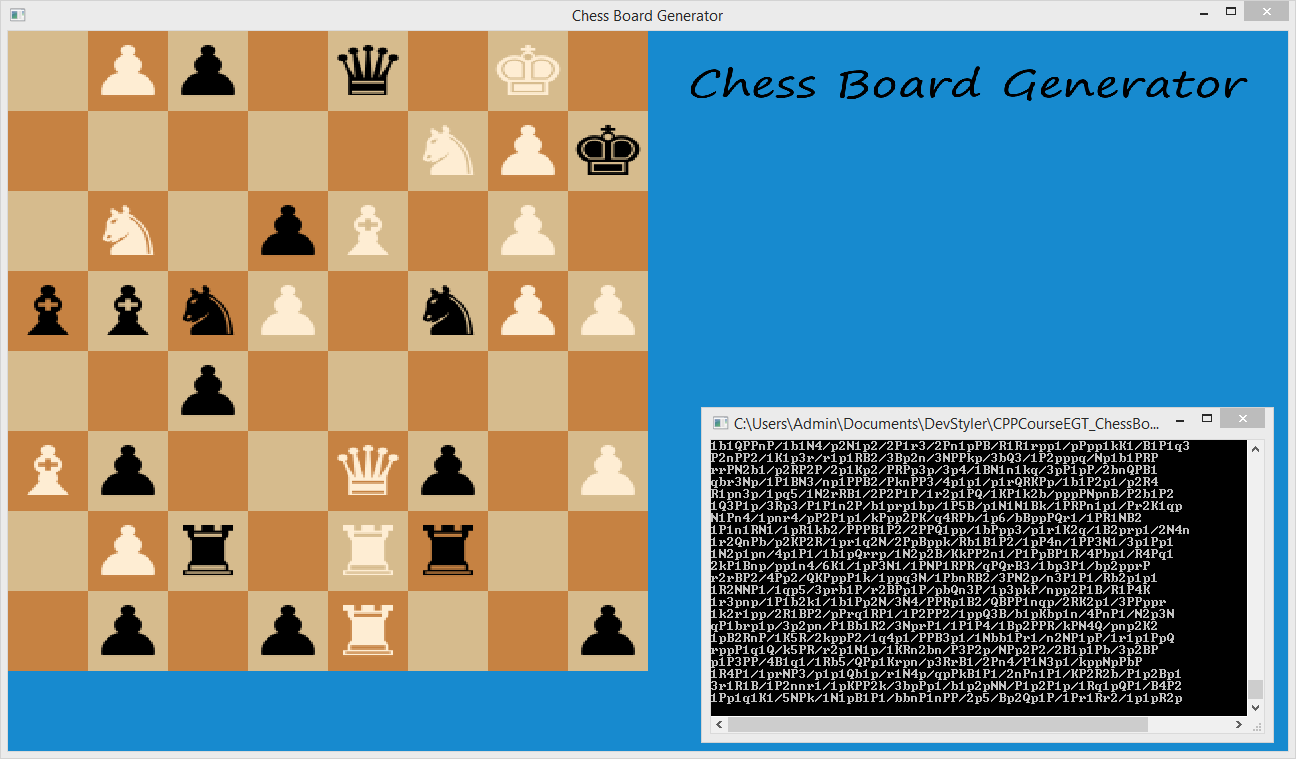 Chess Board Generator
Chess Board Generator
C:\Users\Admin\Documents\DevStyler\CPPCourseEGT_ChessBo...
1b1QPPnP/1b1N4/p2N1p2/2P1r3/2Pn1pPB/R1R1rpp1/pPpp1kK1/B1P1q3
P2nPP2/1K1p3r/r1p1RB2/3Bp2n/3NPPkp/3bQ3/1P2pppq/Np1b1PRP
rrPN2b1/p2RP2P/2p1Kp2/PRPp3p/3p4/1BN1n1kq/3pP1pP/2bnQPB1
qbr3Np/1P1BN3/np1PPB2/PknPP3/4p1p1/p1rQRKPp/1b1P2p1/p2R4
R1pn3p/1pq5/1N2rRB1/2P2P1P/1r2p1PQ/1KP1k2b/pppPNpnB/P2b1P2
1Q3P1p/3Rp3/P1P1n2P/b1prp1bp/1P5B/p1N1N1Bk/1PRPn1p1/Pr2K1qp
N1Pn4/1pnr4/pP2P1p1/kPpp2PK/q4RPb/1p6/bBppPQr1/1PR1NB2
1P1n1RN1/1pR1kb2/PPPB1P2/2PPQ1pp/1bPpp3/p1r1K2q/1B2prp1/2N4n
1r2QnPb/p2KP2R/1pr1q2N/2PpBppk/Rb1B1P2/1pP4n/1PP3N1/3p1Pp1
1N2p1pn/4p1P1/1b1pQrrp/1N2p2B/KkPP2n1/P1PpBP1R/4Pbp1/R4Pq1
2kP1Bnp/pp1n4/6K1/1pP3N1/1PNP1RPR/qPQrB3/1bp3P1/bp2pprP
r2rBP2/4Pp2/QKPppP1k/1ppq3N/1PbnRB2/3PN2p/n3P1P1/Rb2p1p1
1R2NNP1/1qp5/3prb1P/r2BPp1P/pbQn3P/1p3pkP/npp2P1B/R1P4K
1r3pnp/1P1b2k1/1b1Pp2N/3N4/PPRp1B2/QBPP1nqp/2RK2p1/3PPppr
1k2r1pp/2R1BP2/pPrq1RP1/1P2PP2/1ppQ3B/b1pKbp1n/4PnP1/N2p3N
qP1brp1p/3p2pn/P1Bb1R2/3NprP1/1P1P4/1Bp2PPR/kPN4Q/pnp2K2
1pB2RnP/1K5R/2kppP2/1q4p1/PPB3p1/1Nbb1Pr1/n2NP1pP/1r1p1PpQ
rppP1q1Q/k5PR/r2p1N1p/1KRn2bn/P3P2p/NPp2P2/2B1p1Pb/3p2BP
p1P3PP/4B1q1/1Rb5/QPp1Krpn/p3RrB1/2Pn4/P1N3p1/kppNpPbP
1R4P1/1prNP3/p1p1Qb1p/r1N4p/qpPkB1P1/2nPn1P1/KP2R2b/P1p2Bp1
3r1R1B/1P2nnr1/1pKPP2k/3bpPp1/b1p2pNN/P1p2P1p/1Rq1pQP1/B4P2
1Pp1q1K1/5NPk/1N1pB1P1/bbnP1nPP/2p5/Bp2Qp1P/1Pr1Rr2/1p1pR2p